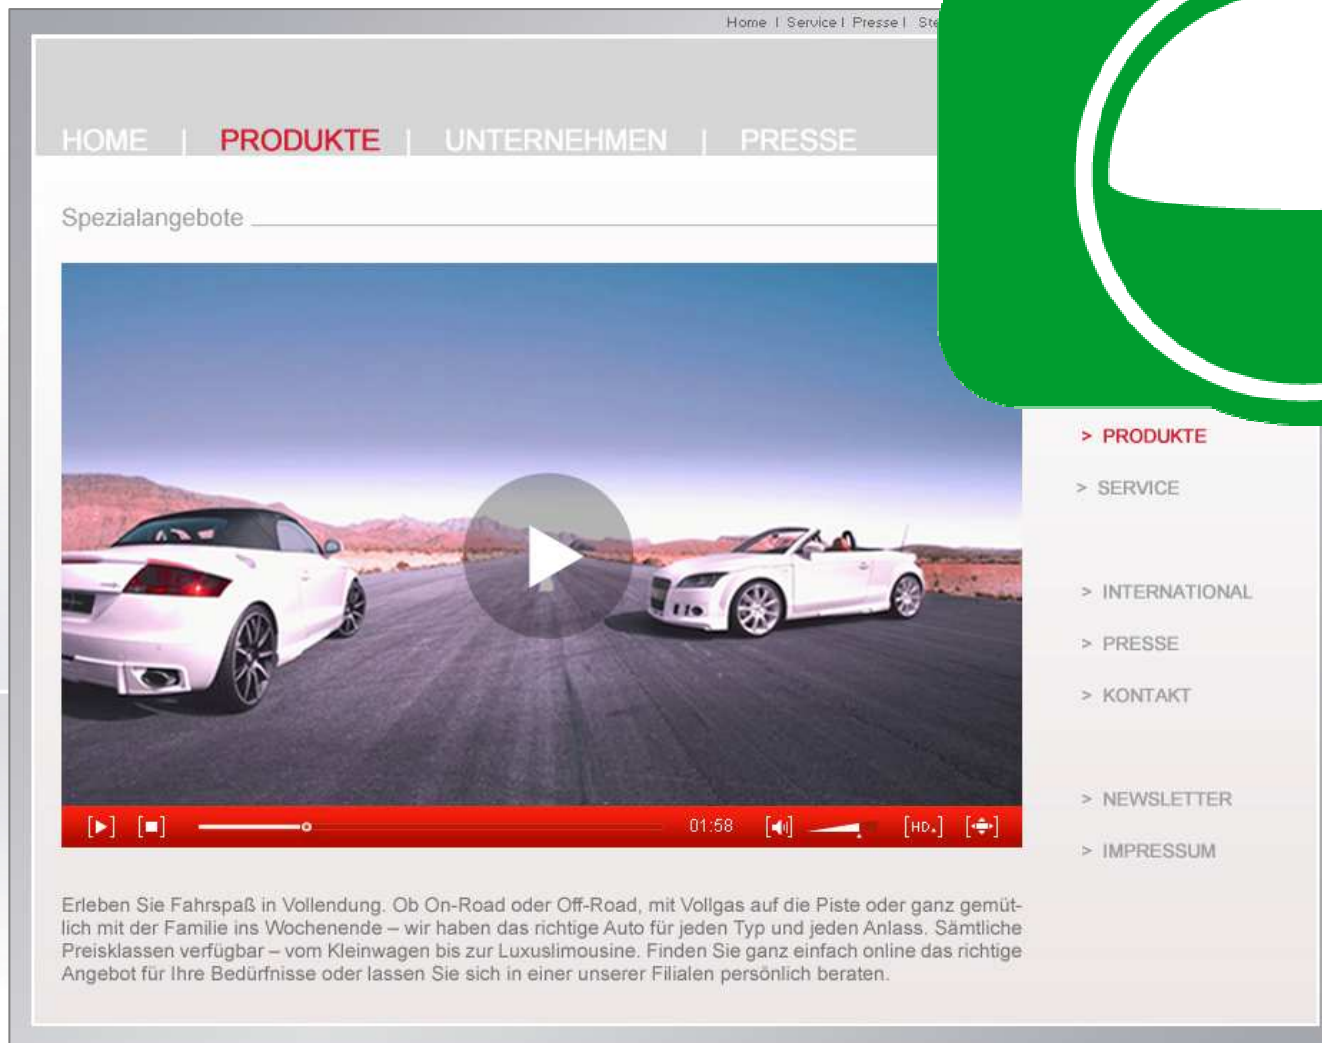 Home | Service | Presse |
HOME | PRODUKTE | UNTERNEHMEN | PRESSE
Spezialangebote
> PRODUKTE
> SERVICE
> INTERNATIONAL
> PRESSE
> KONTAKT
> NEWSLETTER
> IMPRESSUM
01:58
HD
Erleben Sie Fahrspaß in Vollendung. Ob On-Road oder Off-Road, mit Vollgas auf die Piste oder ganz gemüt-
lich mit der Familie ins Wochenende – wir haben das richtige Auto für jeden Typ und jeden Anlass. Sämtliche
Preisklassen verfügbar – vom Kleinwagen bis zur Luxuslimousine. Finden Sie ganz einfach online das richtige
Angebot für Ihre Bedürfnisse oder lassen Sie sich in einer unserer Filialen persönlich beraten.